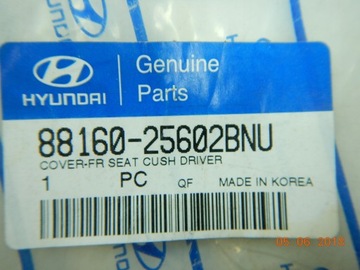 HYUNDAI
Genuine
Parts
88160-25602BNU
COVER-FR SEAT CUSH DRIVER
1 PC QF MADE IN KOREA